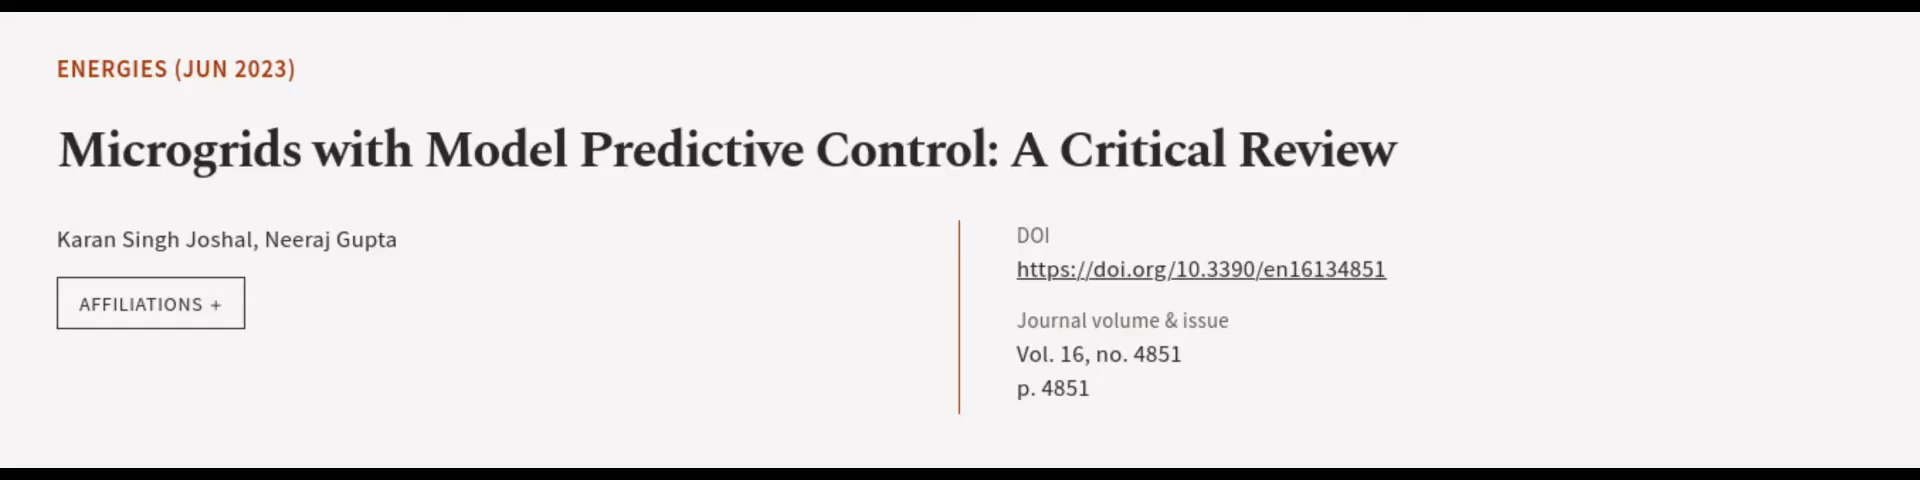 ENERGIES (JUN 2023)
Microgrids with Model Predictive Control: A Critical Review
Karan Singh Joshal, Neeraj Gupta
AFFILIATIONS +
DOI
https://doi.org/10.3390/en16134851
Journal volume & issue
Vol. 16, no. 4851
p. 4851